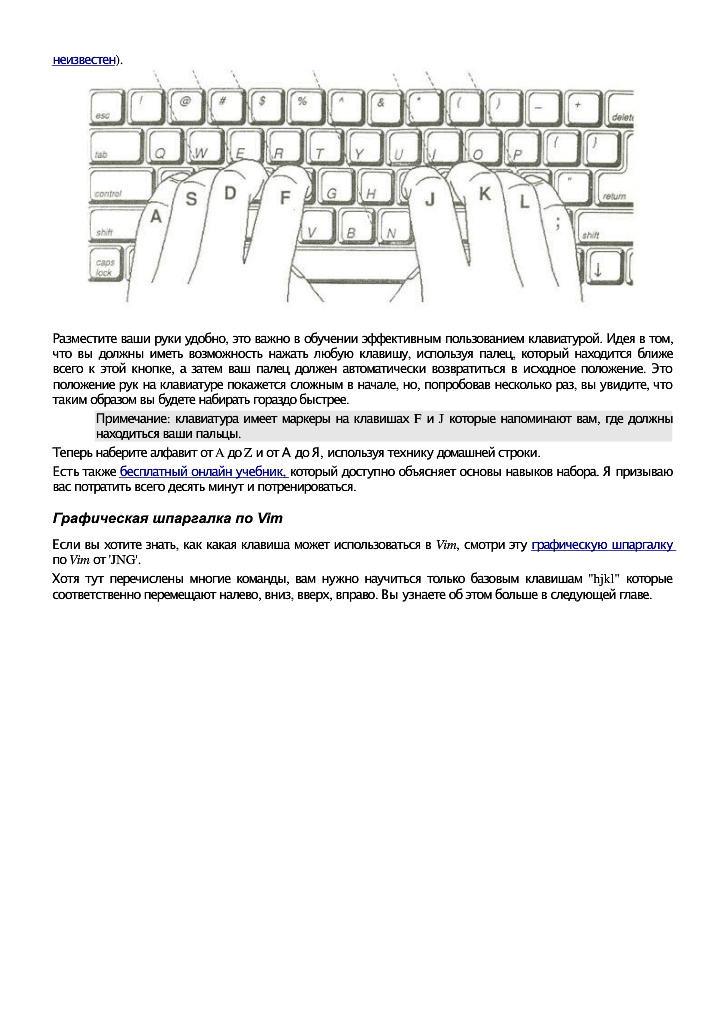 неизвестен).
esc ! @ # $ % ^ & * ( ) _ + delete
tab Q W E R T Y U I O P { }
control A S D F G H J K L ; " return
shift V B N shift
caps lock ↓
Разместите ваши руки удобно, это важно в обучении эффективным пользованием клавиатурой. Идея в том,
что вы должны иметь возможность нажать любую клавишу, используя палец, который находится ближе
всего к этой кнопке, а затем ваш палец должен автоматически возвратиться в исходное положение. Это
положение рук на клавиатуре покажется сложным в начале, но, попробовав несколько раз, вы увидите, что
таким образом вы будете набирать гораздо быстрее.
Примечание: клавиатура имеет маркеры на клавишах F и J которые напоминают вам, где должны
находиться ваши пальцы.
Теперь наберите алфавит от A до Z и от А до Я, используя технику домашней строки.
Есть также бесплатный онлайн учебник, который доступно объясняет основы навыков набора. Я призываю
вас потратить всего десять минут и потренироваться.
Графическая шпаргалка по Vim
Если вы хотите знать, как какая клавиша может использоваться в Vim, смотри эту графическую шпаргалку
по Vim от 'JNG'.
Хотя тут перечислены многие команды, вам нужно научиться только базовым клавишам "hjkl" которые
соответственно перемещают налево, вниз, вверх, вправо. Вы узнаете об этом больше в следующей главе.